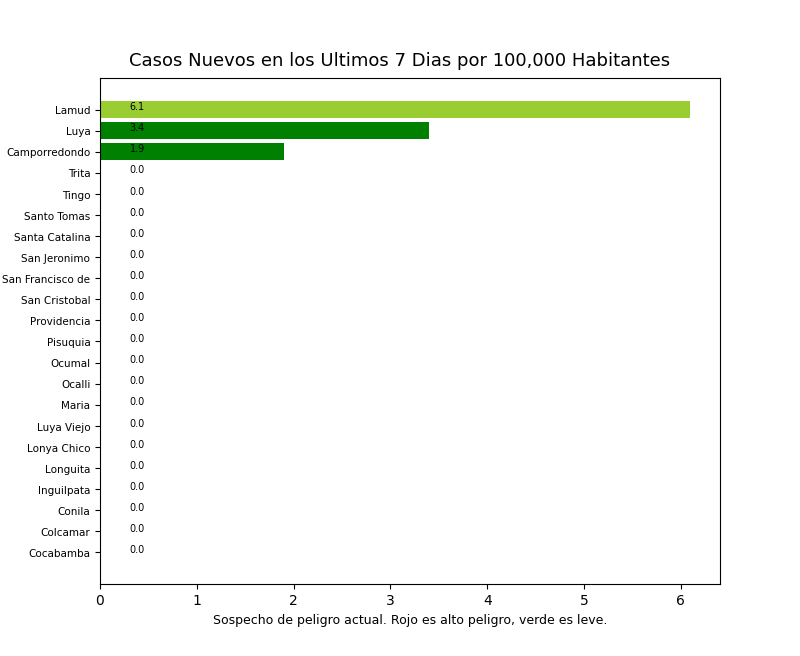 Casos Nuevos en los Ultimos 7 Dias por 100,000 Habitantes
Lamud 6.1
Luya 3.4
Camporredondo 1.9
Trita 0.0
Tingo 0.0
Santo Tomas 0.0
Santa Catalina 0.0
San Jeronimo 0.0
San Francisco de 0.0
San Cristobal 0.0
Providencia 0.0
Pisuquia 0.0
Ocumal 0.0
Ocalli 0.0
Maria 0.0
Luya Viejo 0.0
Lonya Chico 0.0
Longuita 0.0
Inguilpata 0.0
Conila 0.0
Colcamar 0.0
Cocabamba 0.0
0 1 2 3 4 5 6
Sospecho de peligro actual. Rojo es alto peligro, verde es leve.